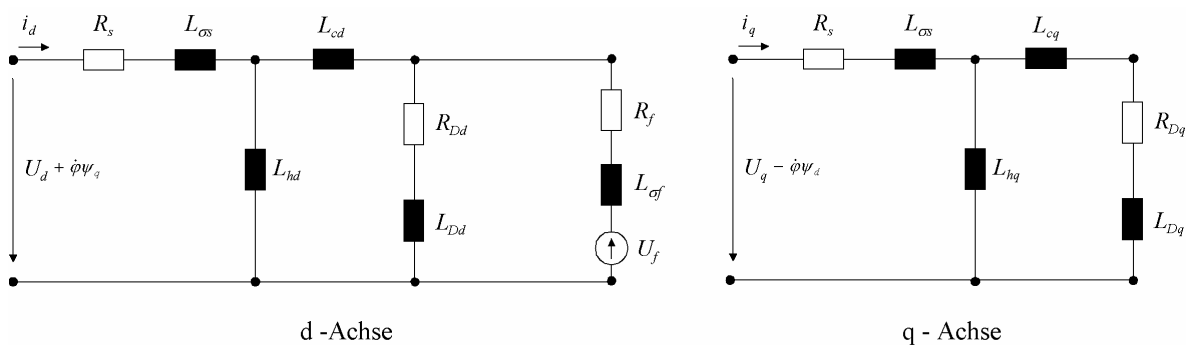 i_d R_s L_σs L_cd
R_Dd R_f
U_d + φ̇ψ_q L_hd L_σf
L_Dd U_f
d -Achse
i_q R_s L_σs L_cq
R_Dq
U_q − φ̇ψ_d L_hq
L_Dq
q - Achse